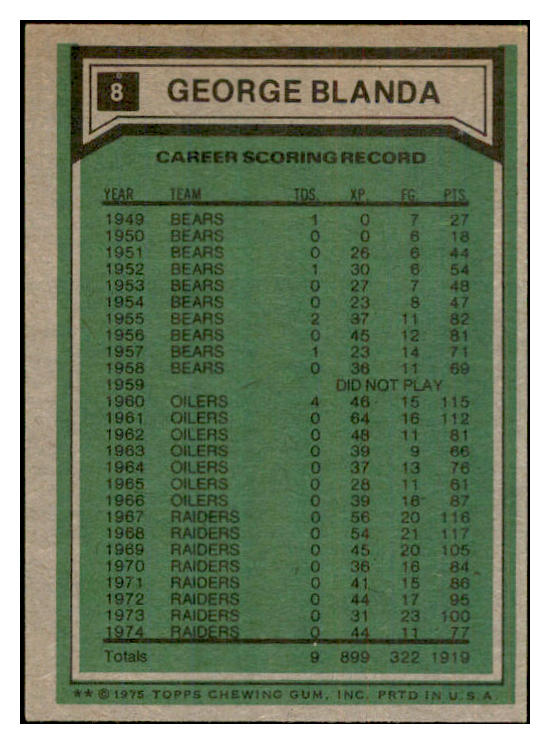 8 GEORGE BLANDA
CAREER SCORING RECORD
YEAR TEAM TDS. XP. FG. PTS.
1949 BEARS 1 0 7 27
1950 BEARS 0 0 6 18
1951 BEARS 0 26 6 44
1952 BEARS 1 30 6 54
1953 BEARS 0 27 7 48
1954 BEARS 0 23 8 47
1955 BEARS 2 37 11 82
1956 BEARS 0 45 12 81
1957 BEARS 1 23 14 71
1958 BEARS 0 36 11 69
1959 DID NOT PLAY
1960 OILERS 4 46 15 115
1961 OILERS 0 64 16 112
1962 OILERS 0 48 11 81
1963 OILERS 0 39 9 66
1964 OILERS 0 37 13 76
1965 OILERS 0 28 11 61
1966 OILERS 0 39 16 87
1967 RAIDERS 0 56 20 116
1968 RAIDERS 0 54 21 117
1969 RAIDERS 0 45 20 105
1970 RAIDERS 0 36 16 84
1971 RAIDERS 0 41 15 86
1972 RAIDERS 0 44 17 95
1973 RAIDERS 0 31 23 100
1974 RAIDERS 0 44 11 77
Totals 9 899 322 1919
** © 1975 TOPPS CHEWING GUM, INC. PRTD IN U.S.A.